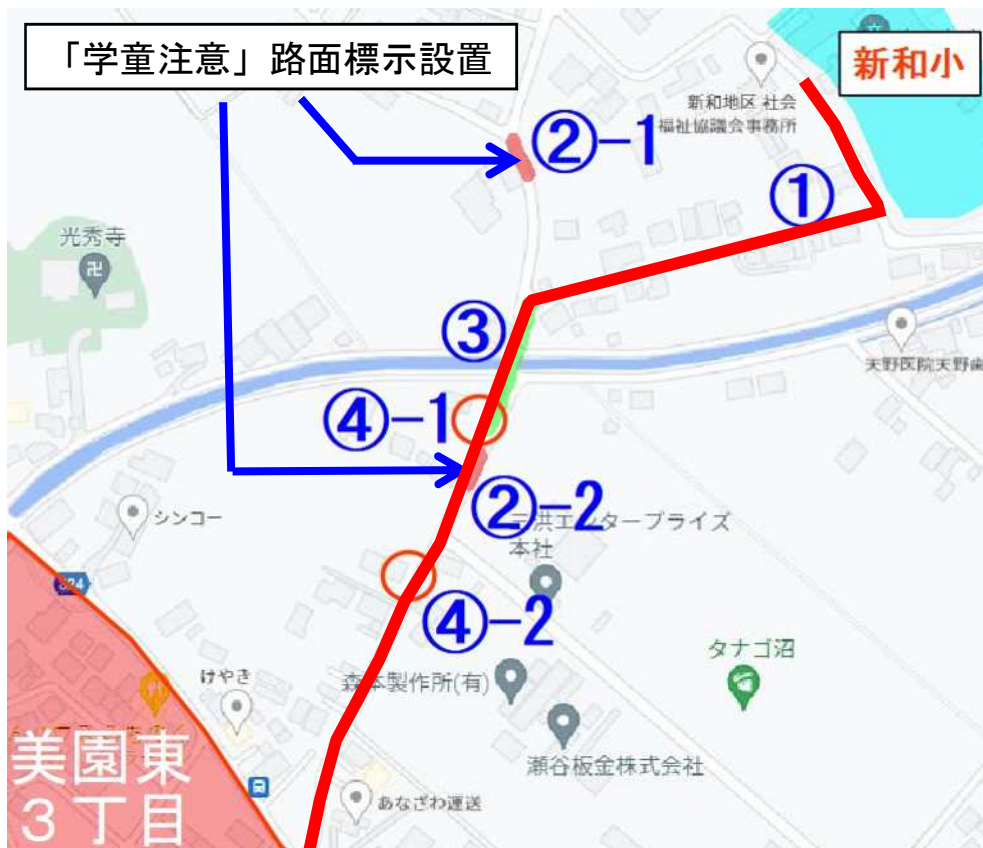 「学童注意」路面標示設置
新和小
新和地区 社会
福祉協議会事務所
②-1
①
光秀寺
卍
③
天野医院天野歯
④-1
②-2
シンコー
エンタープライズ
本社
324
④-2
タナゴ沼
けやき
森本製作所(有)
瀬谷板金株式会社
美園東
3丁目
あなざわ運送